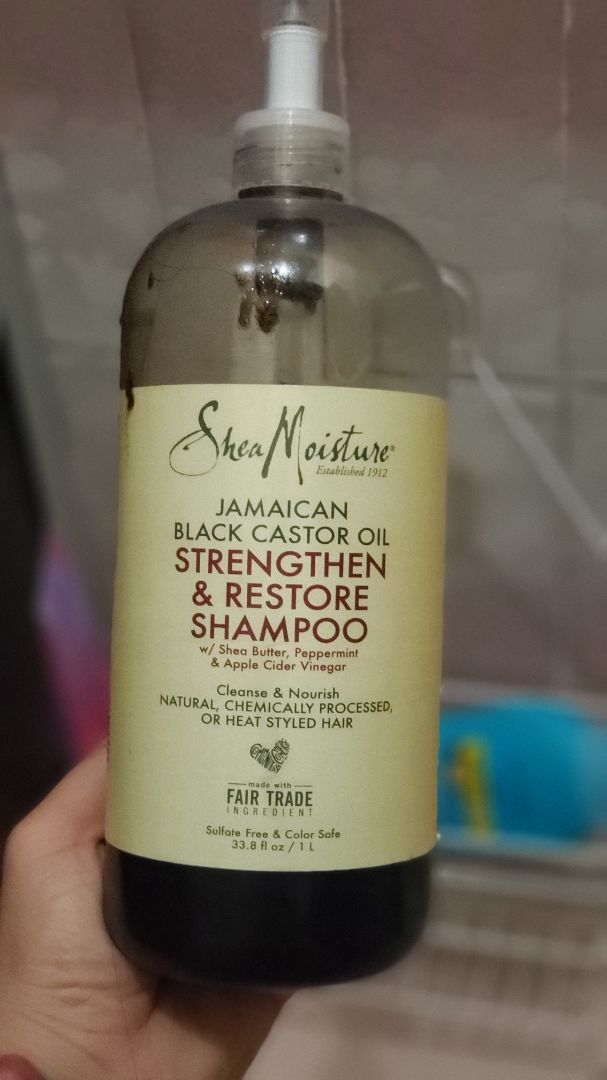 Shea Moisture®
Established 1912
JAMAICAN
BLACK CASTOR OIL
STRENGTHEN
& RESTORE
SHAMPOO
w/ Shea Butter, Peppermint
& Apple Cider Vinegar
Cleanse & Nourish
NATURAL, CHEMICALLY PROCESSED,
OR HEAT STYLED HAIR
made with
FAIR TRADE
INGREDIENT
Sulfate Free & Color Safe
33.8 fl oz / 1 L